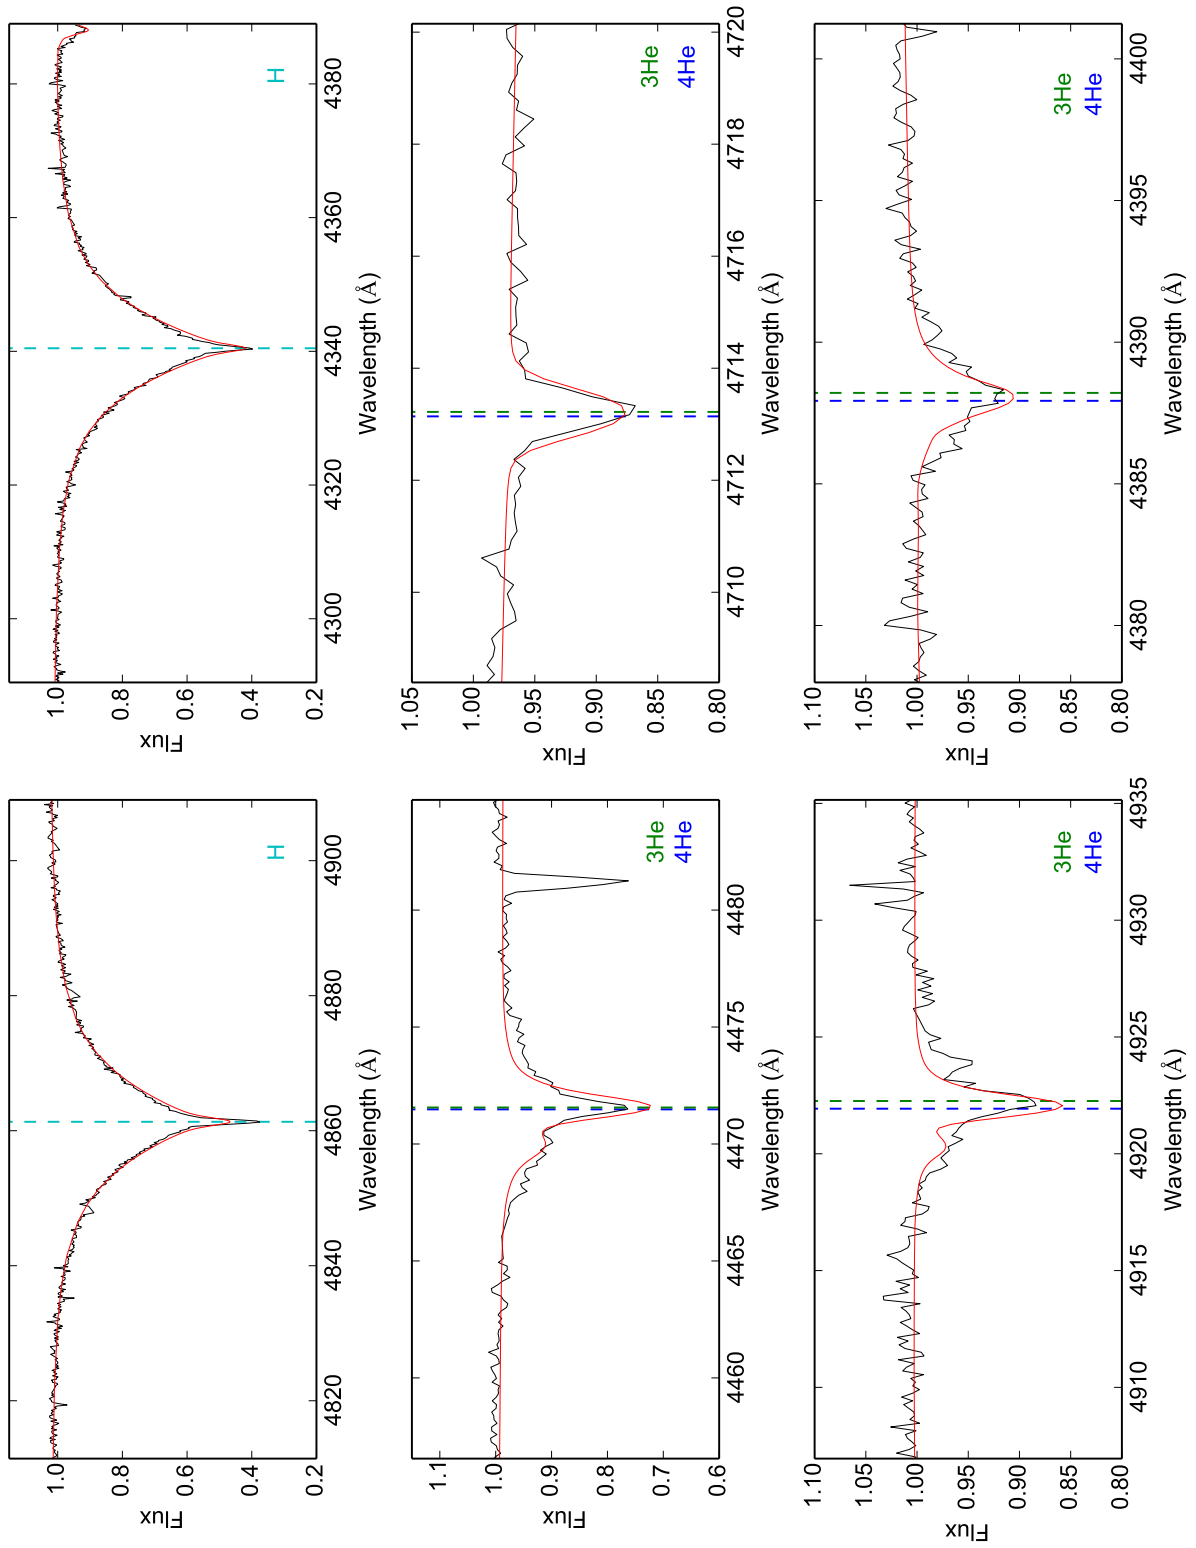 Flux
1.0
0.8
0.6
0.4
0.2
H
4820 4840 4860 4880 4900
Wavelength (Å)
Flux
1.0
0.8
0.6
0.4
0.2
H
4300 4320 4340 4360 4380
Wavelength (Å)
Flux
1.1
1.0
0.9
0.8
0.7
0.6
3He
4He
4460 4465 4470 4475 4480
Wavelength (Å)
Flux
1.05
1.00
0.95
0.90
0.85
0.80
3He
4He
4710 4712 4714 4716 4718 4720
Wavelength (Å)
Flux
1.10
1.05
1.00
0.95
0.90
0.85
0.80
3He
4He
4910 4915 4920 4925 4930 4935
Wavelength (Å)
Flux
1.10
1.05
1.00
0.95
0.90
0.85
0.80
3He
4He
4380 4385 4390 4395 4400
Wavelength (Å)